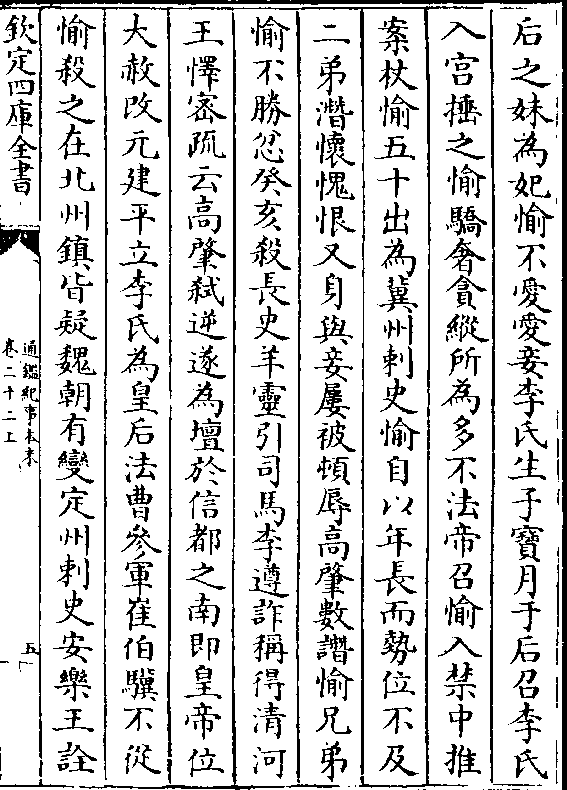 后之妹為妃愉不愛愛妾李氏生子寶月于后召李氏
入宫捶之愉驕奢貪縱所為多不法帝召愉入禁中推
案杖愉五十出為冀州刺史愉自以年長而勢位不及
二弟潛懷愧恨又身與妾屢被頓辱高肇數譖愉兄弟
愉不勝忿癸亥殺長史羊靈引司馬李遵詐稱得清河
王懌密疏云高肇弑逆遂為壇於信都之南即皇帝位
大赦改元建平立李氏為皇后法曹參軍崔伯驥不從
愉殺之在北州鎮皆疑魏朝有變定州刺史安樂王詮
欽定四庫全書
通鑑紀事本末
卷二十二上
五